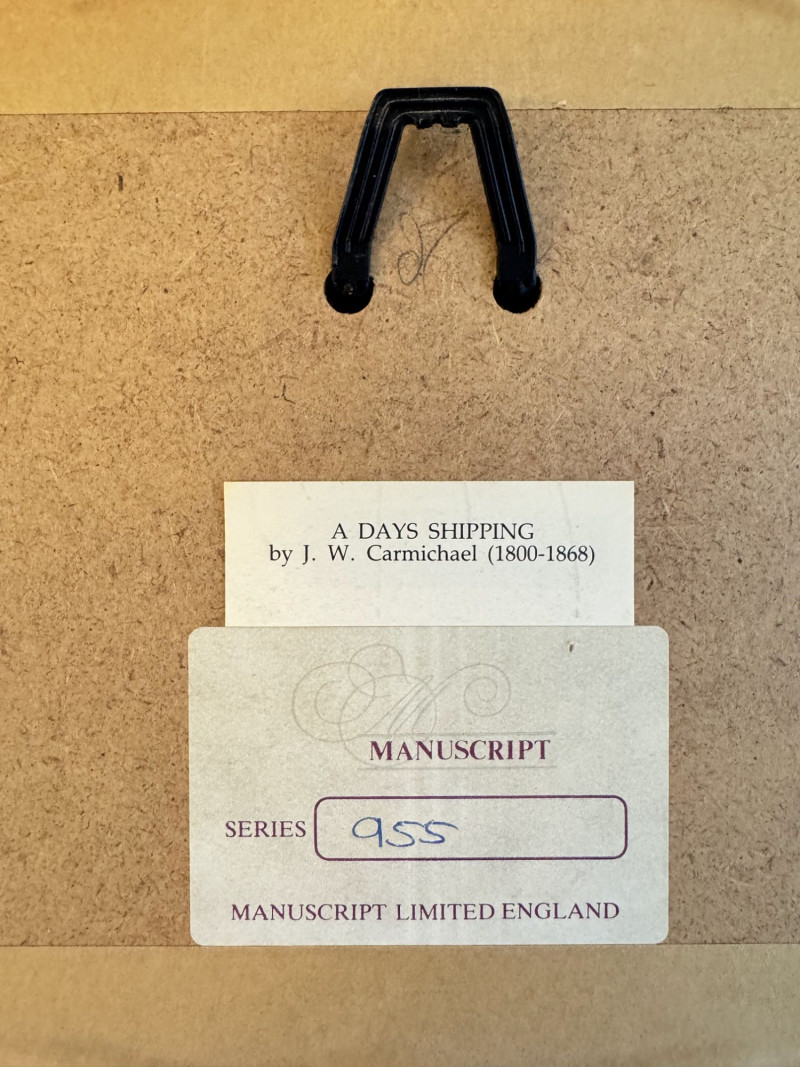 A DAYS SHIPPING
by J. W. Carmichael (1800-1868)
MANUSCRIPT
SERIES 955
MANUSCRIPT LIMITED ENGLAND